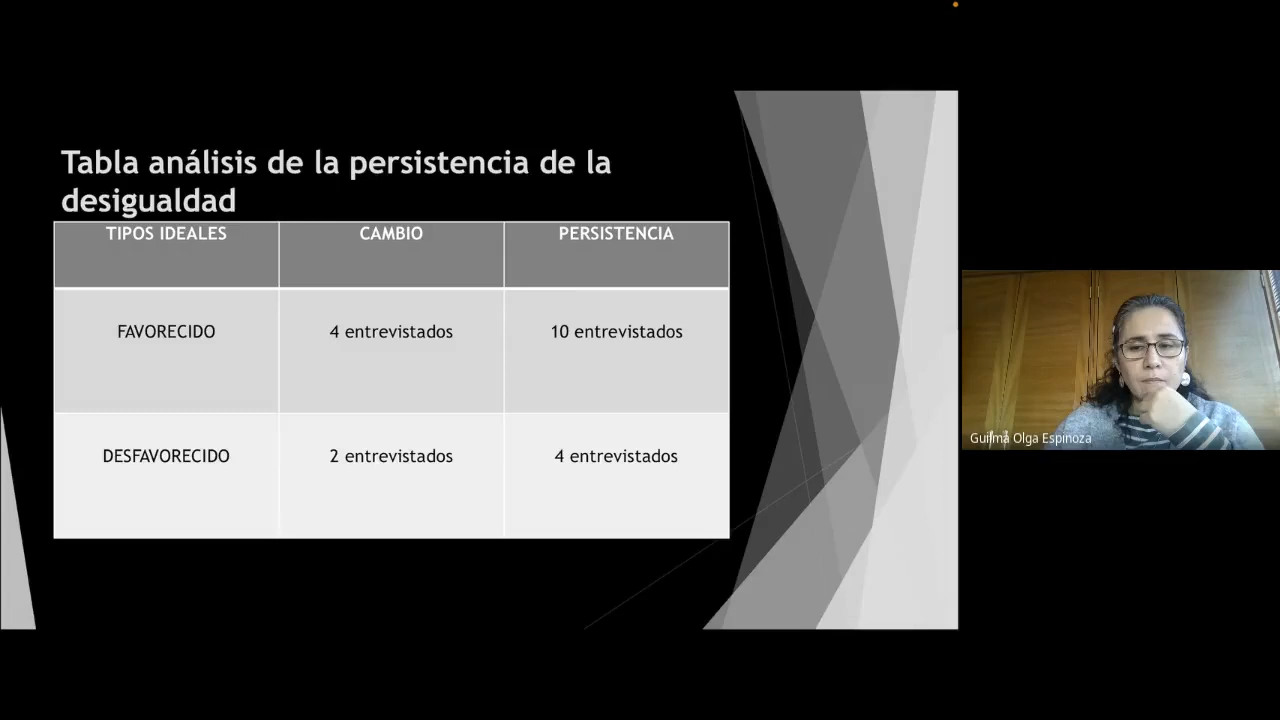 Tabla análisis de la persistencia de la
desigualdad
TIPOS IDEALES CAMBIO PERSISTENCIA
FAVORECIDO 4 entrevistados 10 entrevistados
DESFAVORECIDO 2 entrevistados 4 entrevistados
Guilma Olga Espinoza